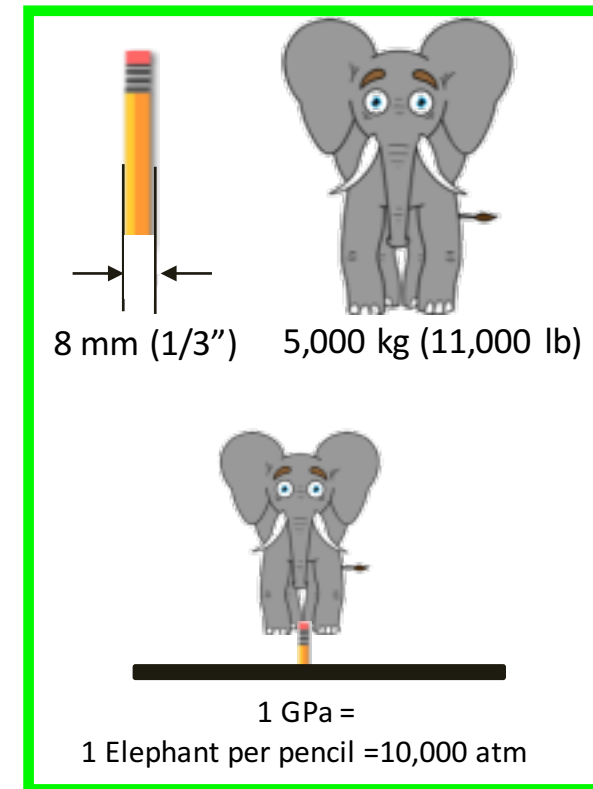 8 mm (1/3”)
5,000 kg (11,000 lb)
1 GPa =
1 Elephant per pencil =10,000 atm